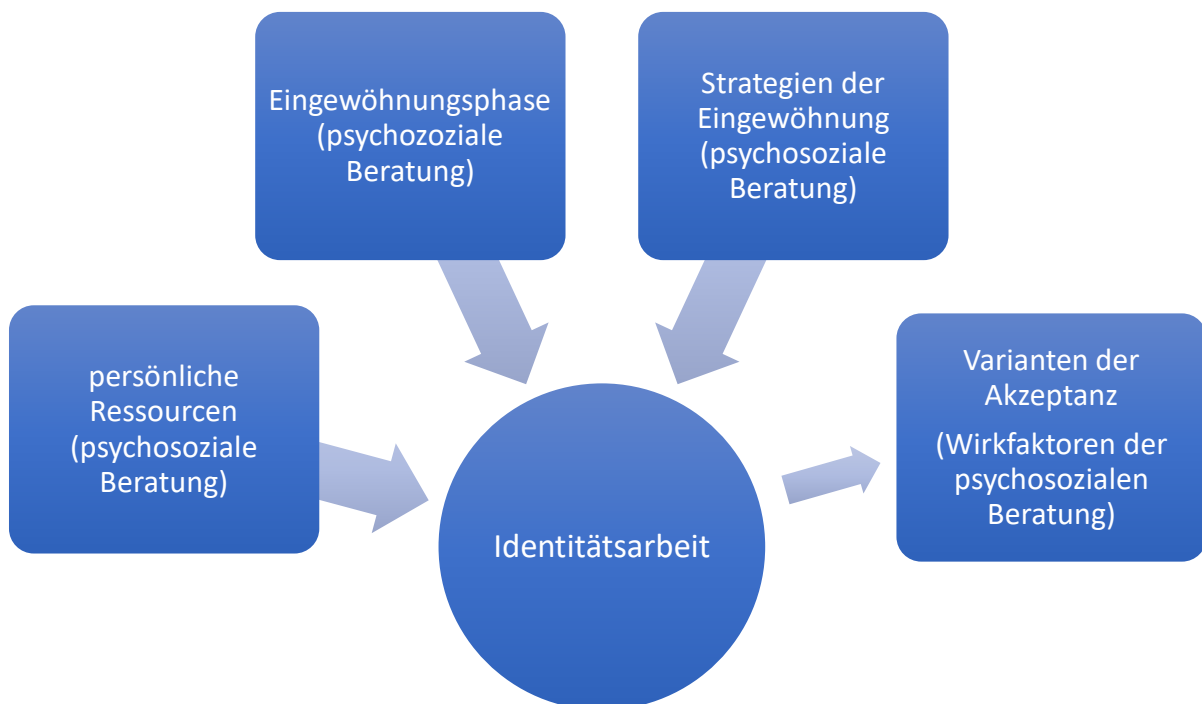 Eingewöhnungsphase
(psychozoziale
Beratung)
Strategien der
Eingewöhnung
(psychosoziale
Beratung)
persönliche
Ressourcen
(psychosoziale
Beratung)
Varianten der
Akzeptanz
(Wirkfaktoren der
psychosozialen
Beratung)
Identitätsarbeit